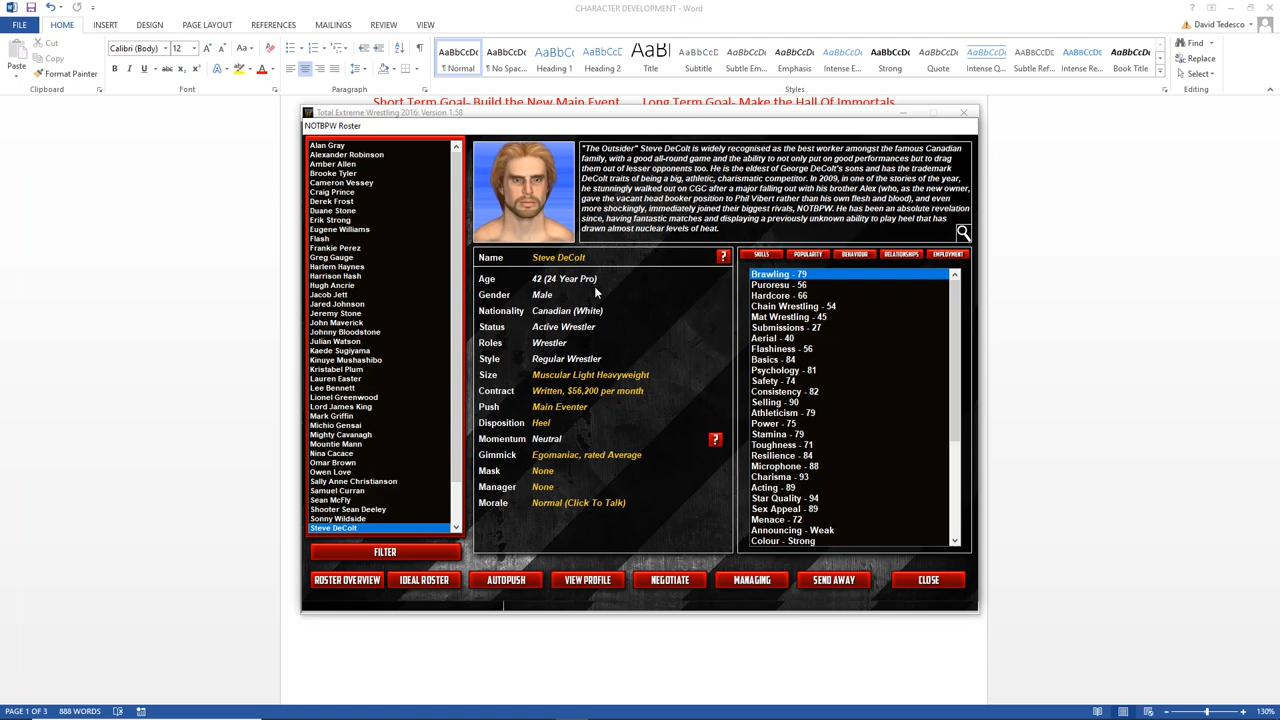 CHARACTER DEVELOPMENT - Word
David Tedesco
FILE HOME INSERT DESIGN PAGE LAYOUT REFERENCES MAILINGS REVIEW VIEW
Paste
Cut
Copy
Format Painter
Clipboard
Calibri (Body) 12
Font
Paragraph
AaBbCcDc AaBbCcDc AaBbCc AaBbCcC AaBl AaBbCcC AaBbCcDc AaBbCcDc AaBbCcDc AaBbCcDc AaBbCcDc AaBbCcDc AaBbCcDc AaBbCcDc
¶ Normal ¶ No Spac... Heading 1 Heading 2 Title Subtitle Subtle Em... Emphasis Intense E... Strong Quote Intense Q... Subtle Ref... Intense Re... Book Title
Styles
Find
Replace
Select
Editing
Short Term Goal- Build the New Main Event Long Term Goal- Make the Hall Of Immortals
Total Extreme Wrestling 2016: Version 1.58
NOTBPW Roster
Alan Gray
Alexander Robinson
Amber Allen
Brooke Tyler
Cameron Vessey
Craig Prince
Derek Frost
Duane Stone
Erik Strong
Eugene Williams
Flash
Frankie Perez
Greg Gauge
Harlem Haynes
Harrison Hash
Hugh Ancrie
Jacob Jett
Jared Johnson
Jeremy Stone
John Maverick
Johnny Bloodstone
Julian Watson
Kaede Sugiyama
Kinuye Mushashibo
Kristabel Plum
Lauren Easter
Lee Bennett
Lionel Greenwood
Lord James King
Mark Griffin
Michio Gensai
Mighty Cavanagh
Mountie Mann
Nina Cacace
Omar Brown
Owen Love
Sally Anne Christianson
Samuel Curran
Sean McFly
Shooter Sean Deeley
Sonny Wildside
Steve DeColt
FILTER
"The Outsider" Steve DeColt is widely recognised as the best worker amongst the famous Canadian
family, with a good all-round game and the ability to not only put on good performances but to drag
them out of lesser opponents too. He is the eldest of George DeColt's sons and has the trademark
DeColt traits of being a big, athletic, charismatic competitor. In 2009, in one of the stories of the year,
he stunningly walked out on CGC after a major falling out with his brother Alex (who, as the new owner,
gave the vacant head booker position to Phil Vibert rather than his own flesh and blood), and even
more shockingly, immediately joined their biggest rivals, NOTBPW. He has been an absolute revelation
since, having fantastic matches and displaying a previously unknown ability to play heel that has
drawn almost nuclear levels of heat.
Name Steve DeColt ?
Age 42 (24 Year Pro)
Gender Male
Nationality Canadian (White)
Status Active Wrestler
Roles Wrestler
Style Regular Wrestler
Size Muscular Light Heavyweight
Contract Written, $56,200 per month
Push Main Eventer
Disposition Heel
Momentum Neutral ?
Gimmick Egomaniac, rated Average
Mask None
Manager None
Morale Normal (Click To Talk)
SKILLS POPULARITY BEHAVIOUR RELATIONSHIPS EMPLOYMENT
Brawling - 79
Puroresu - 56
Hardcore - 66
Chain Wrestling - 54
Mat Wrestling - 45
Submissions - 27
Aerial - 40
Flashiness - 56
Basics - 84
Psychology - 81
Safety - 74
Consistency - 82
Selling - 90
Athleticism - 79
Power - 75
Stamina - 79
Toughness - 71
Resilience - 84
Microphone - 88
Charisma - 93
Acting - 89
Star Quality - 94
Sex Appeal - 89
Menace - 72
Announcing - Weak
Colour - Strong
ROSTER OVERVIEW IDEAL ROSTER AUTOPUSH VIEW PROFILE NEGOTIATE MANAGING SEND AWAY CLOSE
PAGE 1 OF 3 888 WORDS 130%